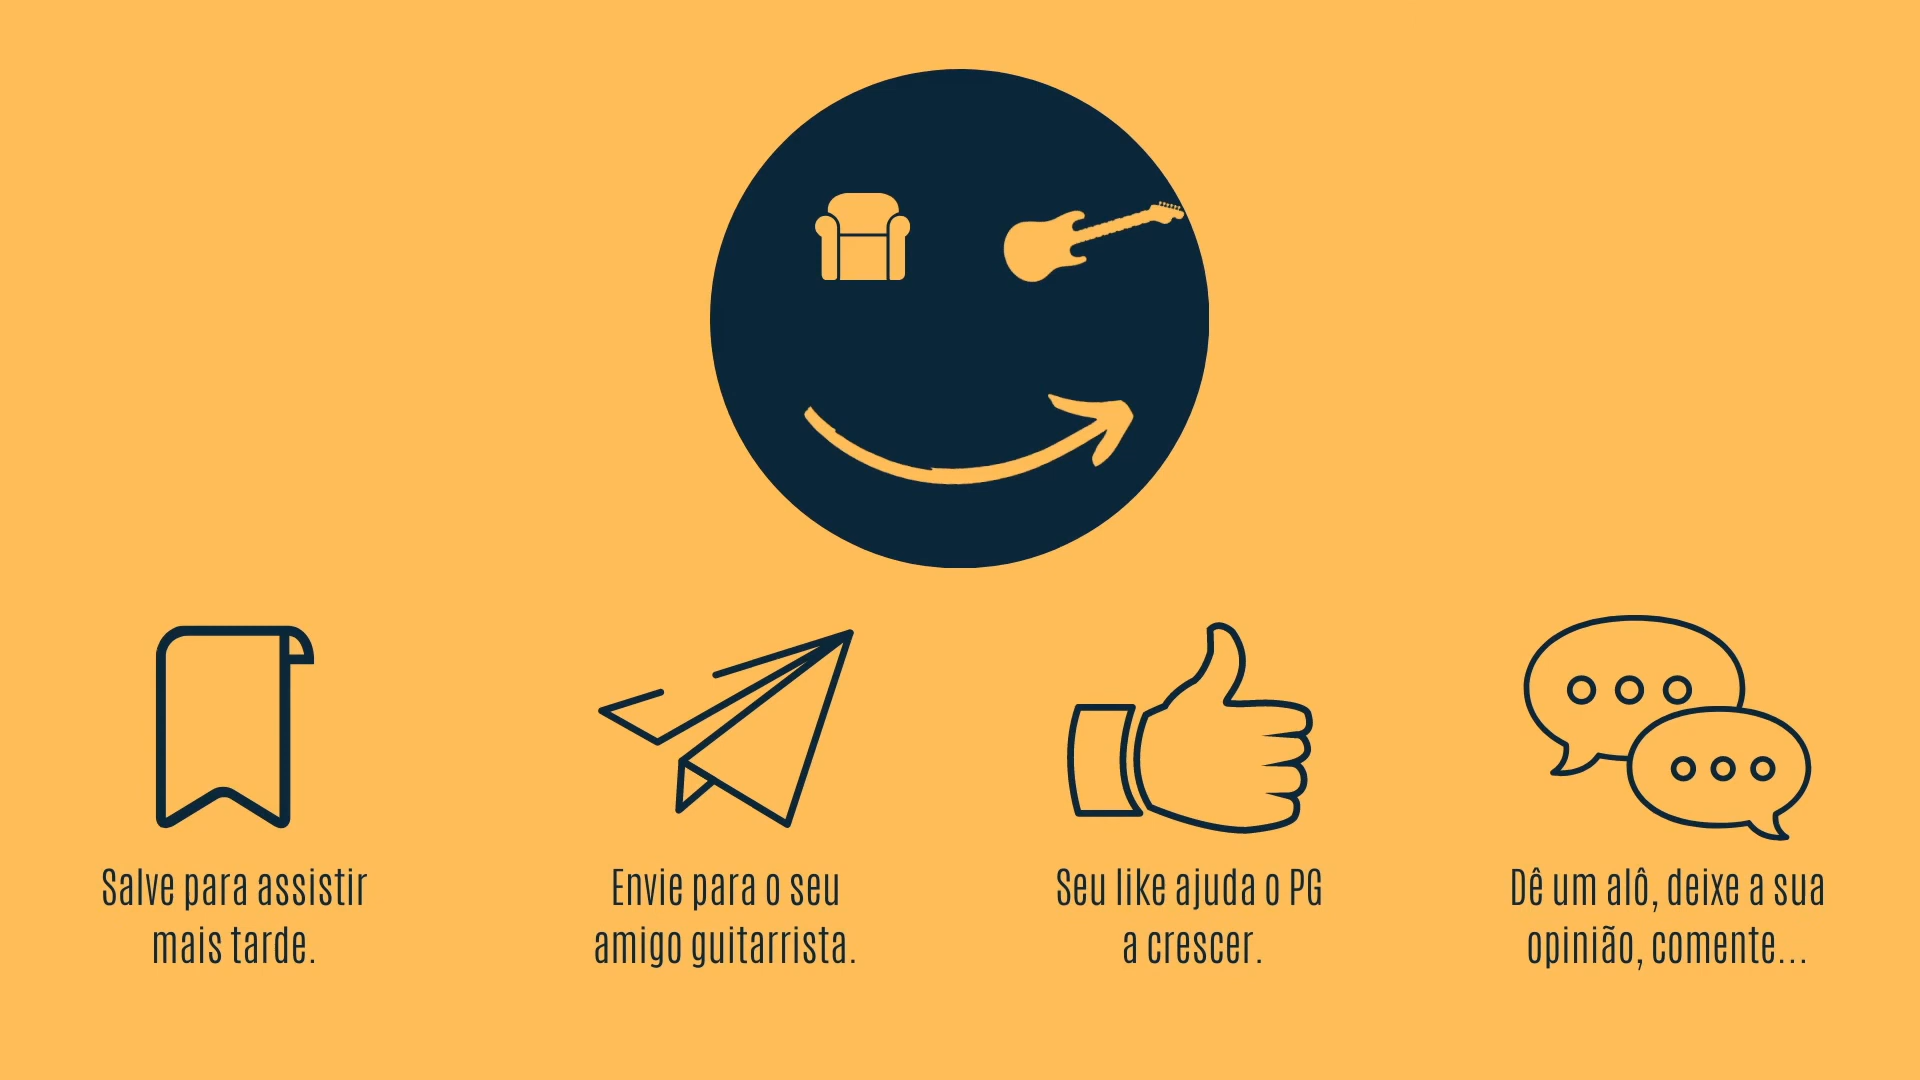 Salve para assistir
mais tarde.
Envie para o seu
amigo guitarrista.
Seu like ajuda o PG
a crescer.
Dê um alô, deixe a sua
opinião, comente...